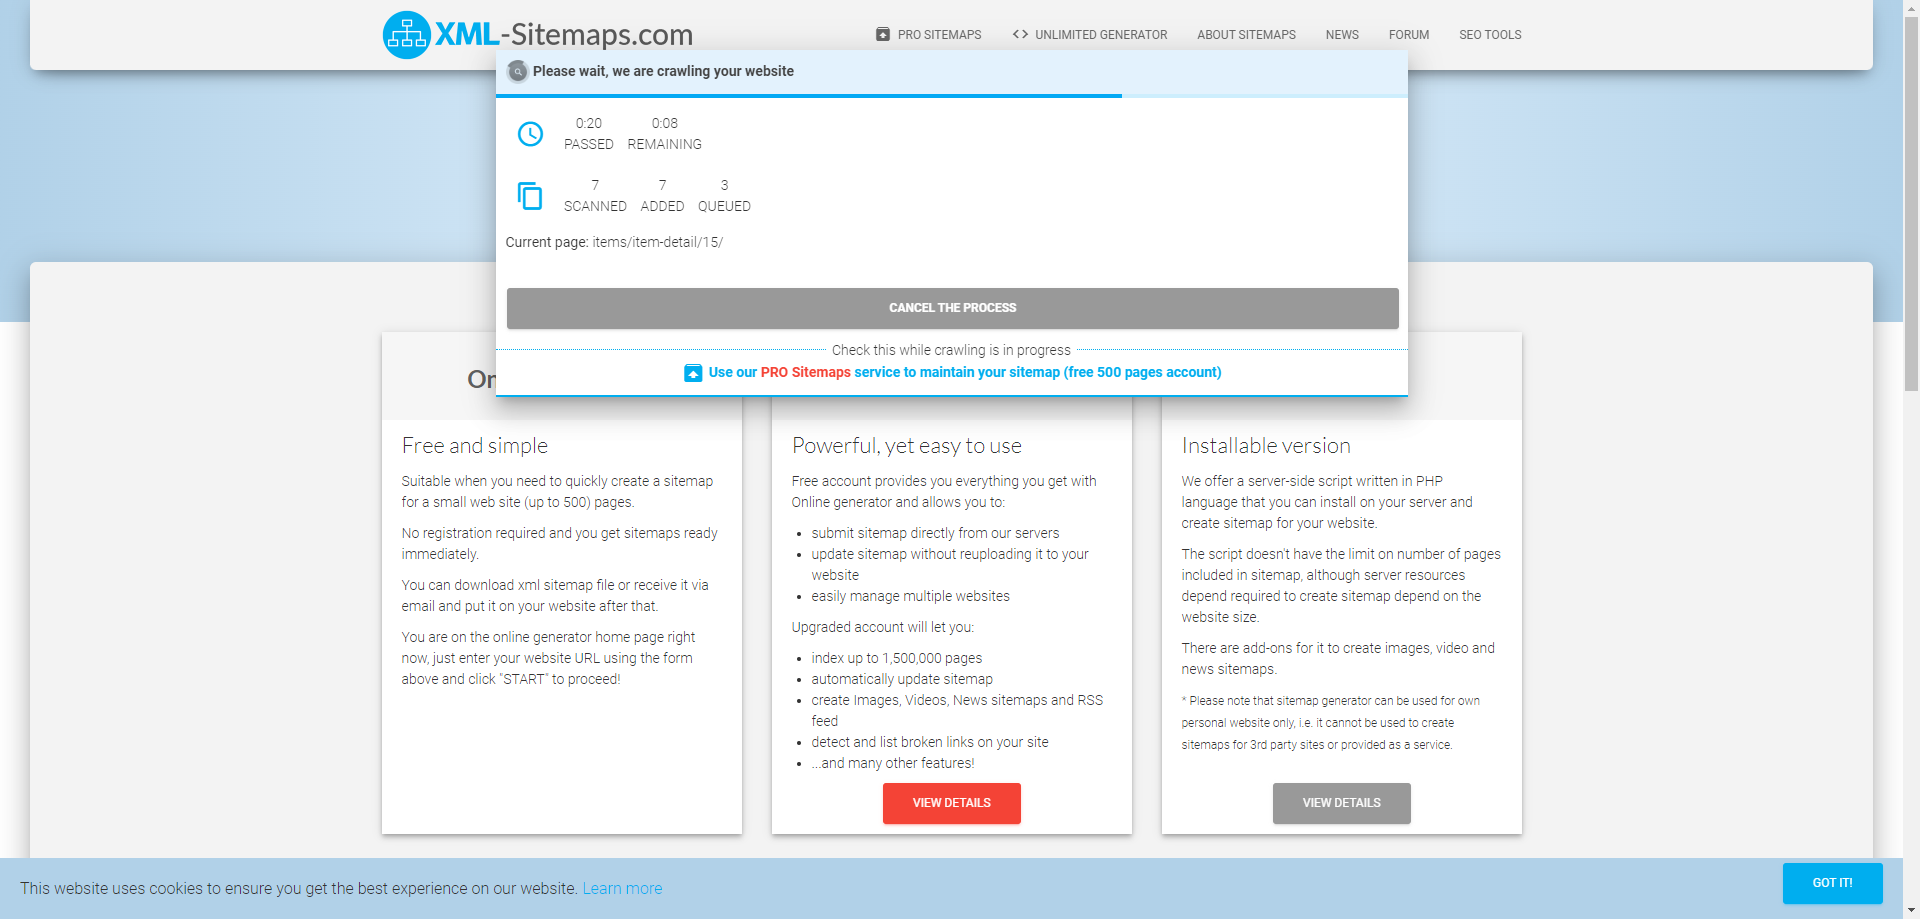 XML-Sitemaps.com
PRO SITEMAPS
UNLIMITED GENERATOR
ABOUT SITEMAPS
NEWS
FORUM
SEO TOOLS
Please wait, we are crawling your website
0:20 0:08
PASSED REMAINING
7 7 3
SCANNED ADDED QUEUED
Current page: items/item-detail/15/
CANCEL THE PROCESS
Check this while crawling is in progress
Use our PRO Sitemaps service to maintain your sitemap (free 500 pages account)
Free and simple
Suitable when you need to quickly create a sitemap
for a small web site (up to 500) pages.
No registration required and you get sitemaps ready
immediately.
You can download xml sitemap file or receive it via
email and put it on your website after that.
You are on the online generator home page right
now, just enter your website URL using the form
above and click "START" to proceed!
Powerful, yet easy to use
Free account provides you everything you get with
Online generator and allows you to:
• submit sitemap directly from our servers
• update sitemap without reuploading it to your
website
• easily manage multiple websites
Upgraded account will let you:
• index up to 1,500,000 pages
• automatically update sitemap
• create Images, Videos, News sitemaps and RSS
feed
• detect and list broken links on your site
• ...and many other features!
VIEW DETAILS
Installable version
We offer a server-side script written in PHP
language that you can install on your server and
create sitemap for your website.
The script doesn't have the limit on number of pages
included in sitemap, although server resources
depend required to create sitemap depend on the
website size.
There are add-ons for it to create images, video and
news sitemaps.
* Please note that sitemap generator can be used for own
personal website only, i.e. it cannot be used to create
sitemaps for 3rd party sites or provided as a service.
VIEW DETAILS
This website uses cookies to ensure you get the best experience on our website. Learn more
GOT IT!